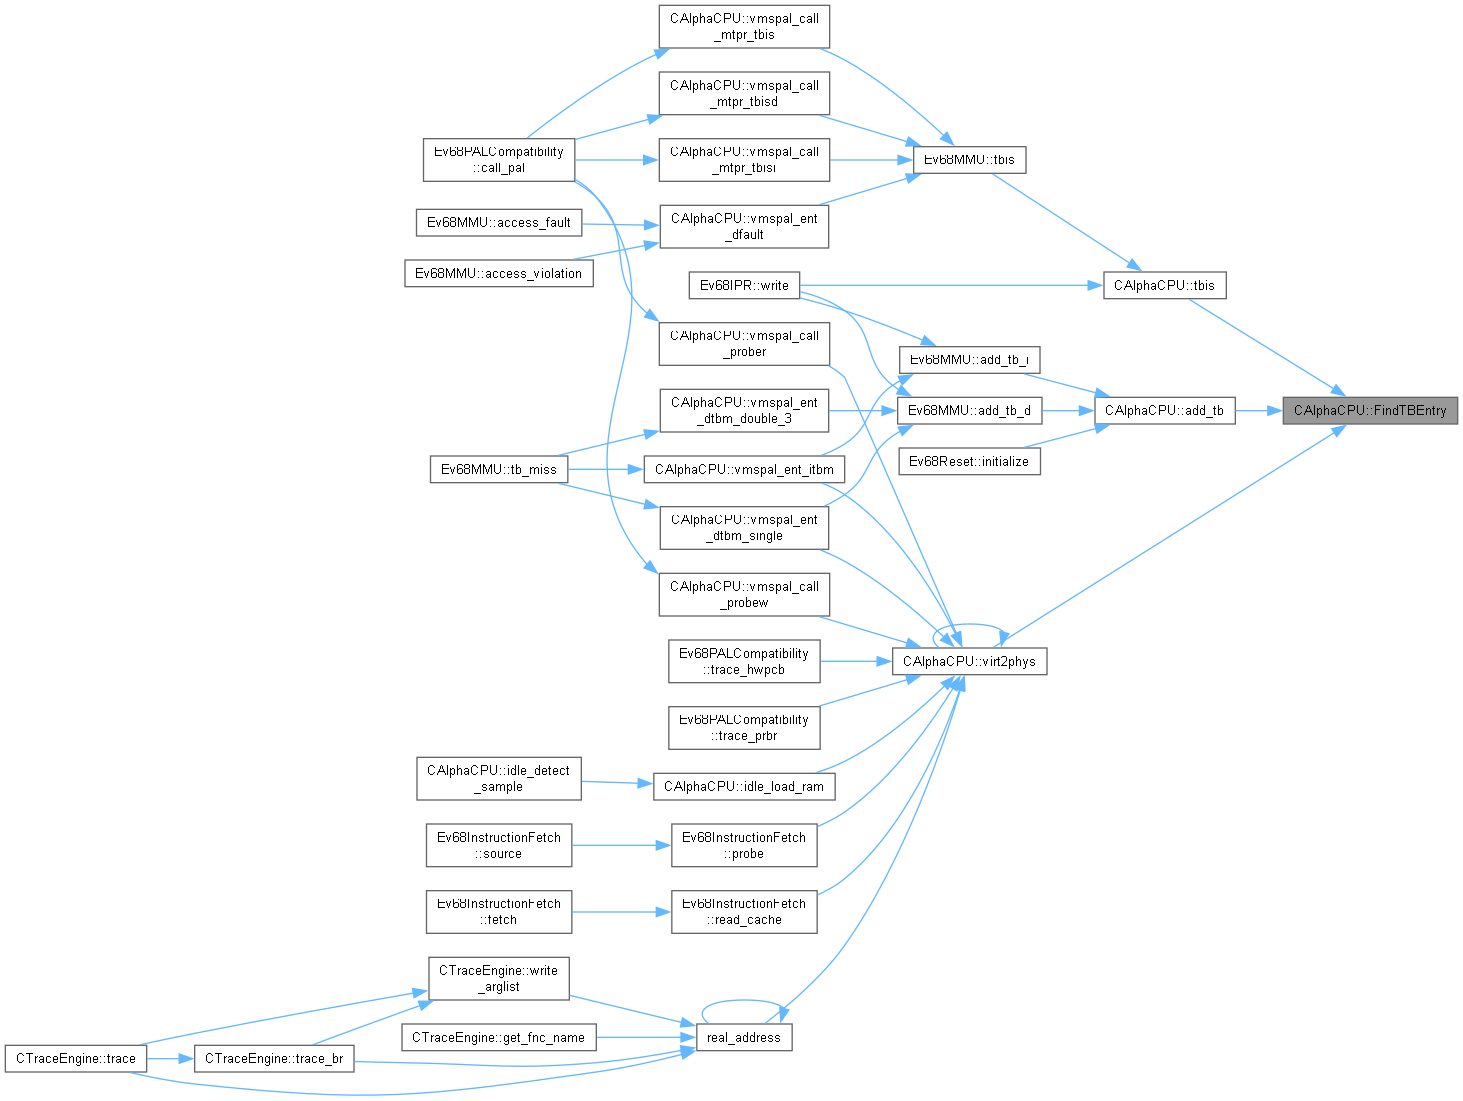 CAlphaCPU::vmspal_call
_mtpr_tbis
CAlphaCPU::vmspal_call
_mtpr_tbisd
Ev68PALCompatibility
::call_pal
CAlphaCPU::vmspal_call
_mtpr_tbisi
Ev68MMU::tbis
Ev68MMU::access_fault
CAlphaCPU::vmspal_ent
_dfault
Ev68MMU::access_violation
Ev68IPR::write
CAlphaCPU::tbis
CAlphaCPU::vmspal_call
_prober
Ev68MMU::add_tb_i
CAlphaCPU::vmspal_ent
_dtbm_double_3
Ev68MMU::add_tb_d
CAlphaCPU::add_tb
CAlphaCPU::FindTBEntry
Ev68MMU::tb_miss
CAlphaCPU::vmspal_ent_itbm
Ev68Reset::initialize
CAlphaCPU::vmspal_ent
_dtbm_single
CAlphaCPU::vmspal_call
_probew
Ev68PALCompatibility
::trace_hwpcb
CAlphaCPU::virt2phys
Ev68PALCompatibility
::trace_prbr
CAlphaCPU::idle_detect
_sample
CAlphaCPU::idle_load_ram
Ev68InstructionFetch
::source
Ev68InstructionFetch
::probe
Ev68InstructionFetch
::fetch
Ev68InstructionFetch
::read_cache
CTraceEngine::write
_arglist
CTraceEngine::get_fnc_name
real_address
CTraceEngine::trace
CTraceEngine::trace_br